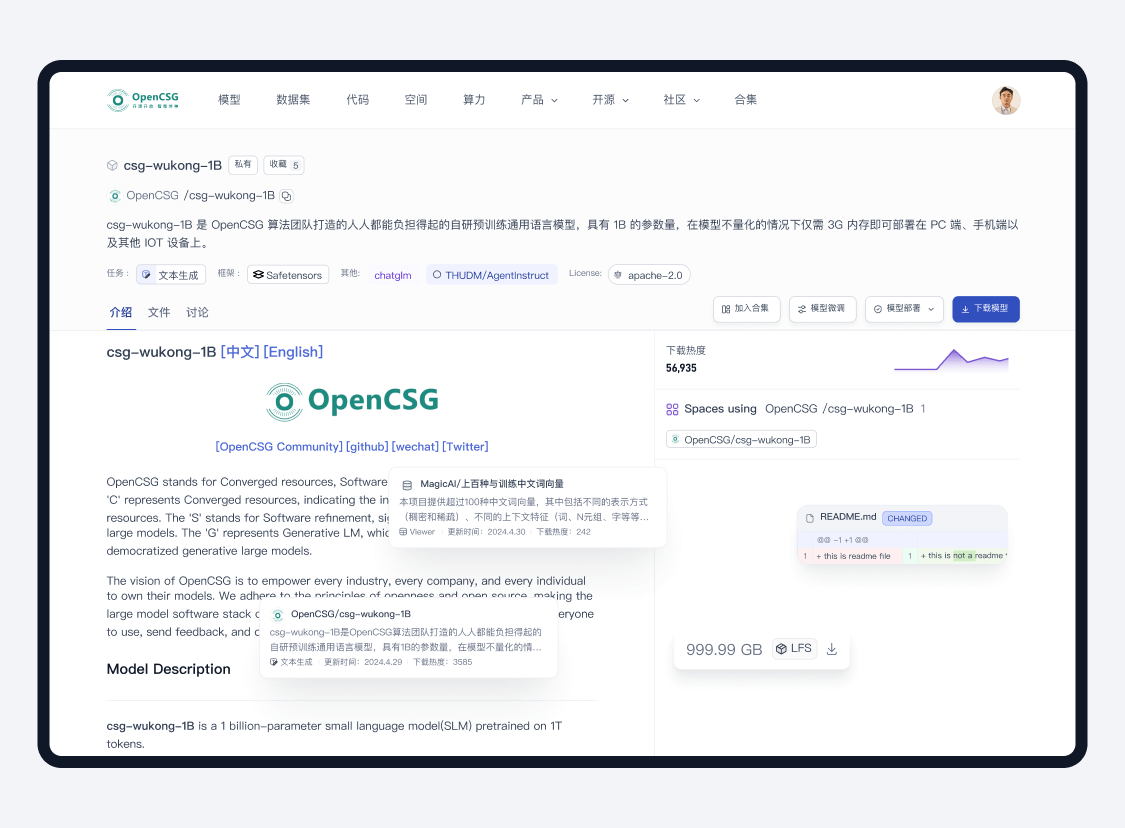 OpenCSG 模型 数据集 代码 空间 算力 产品 开源 社区 合集
csg-wukong-1B 私有 收藏 5
OpenCSG /csg-wukong-1B
csg-wukong-1B 是 OpenCSG 算法团队打造的人人都能负担得起的自研预训练通用语言模型，具有 1B 的参数量，在模型不量化的情况下仅需 3G 内存即可部署在 PC 端、手机端以
及其他 IOT 设备上。
任务： 文本生成 框架： Safetensors 其他: chatglm THUDM/AgentInstruct License: apache-2.0
介绍 文件 讨论 加入合集 模型微调 模型部署 下载模型
csg-wukong-1B [中文] [English]
OpenCSG
[OpenCSG Community] [github] [wechat] [Twitter]
OpenCSG stands for Converged resources, Software
'C' represents Converged resources, indicating the in
resources. The 'S' stands for Software refinement, si
large models. The 'G' represents Generative LM, whic
democratized generative large models.
MagicAI/上百种与训练中文词向量
本项目提供超过100种中文词向量，其中包括不同的表示方式
（稠密和稀疏）、不同的上下文特征（词、N元组、字等等...
Viewer · 更新时间：2024.4.30 · 下载热度：242
The vision of OpenCSG is to empower every industry, every company, and every individual
to own their models. We adhere to the principles of openness and open source, making the
large model software stack eryone
to use, send feedback, and
OpenCSG/csg-wukong-1B
csg-wukong-1B是OpenCSG算法团队打造的人人都能负担得起的
自研预训练通用语言模型，具有1B的参数量，在模型不量化的情...
文本生成 · 更新时间：2024.4.29 · 下载热度：3585
Model Description
csg-wukong-1B is a 1 billion-parameter small language model(SLM) pretrained on 1T
tokens.
下载热度
56,935
Spaces using OpenCSG /csg-wukong-1B 1
OpenCSG/csg-wukong-1B
README.md CHANGED
@@ -1 +1 @@
1 + this is readme file 1 + this is not a readme
999.99 GB LFS